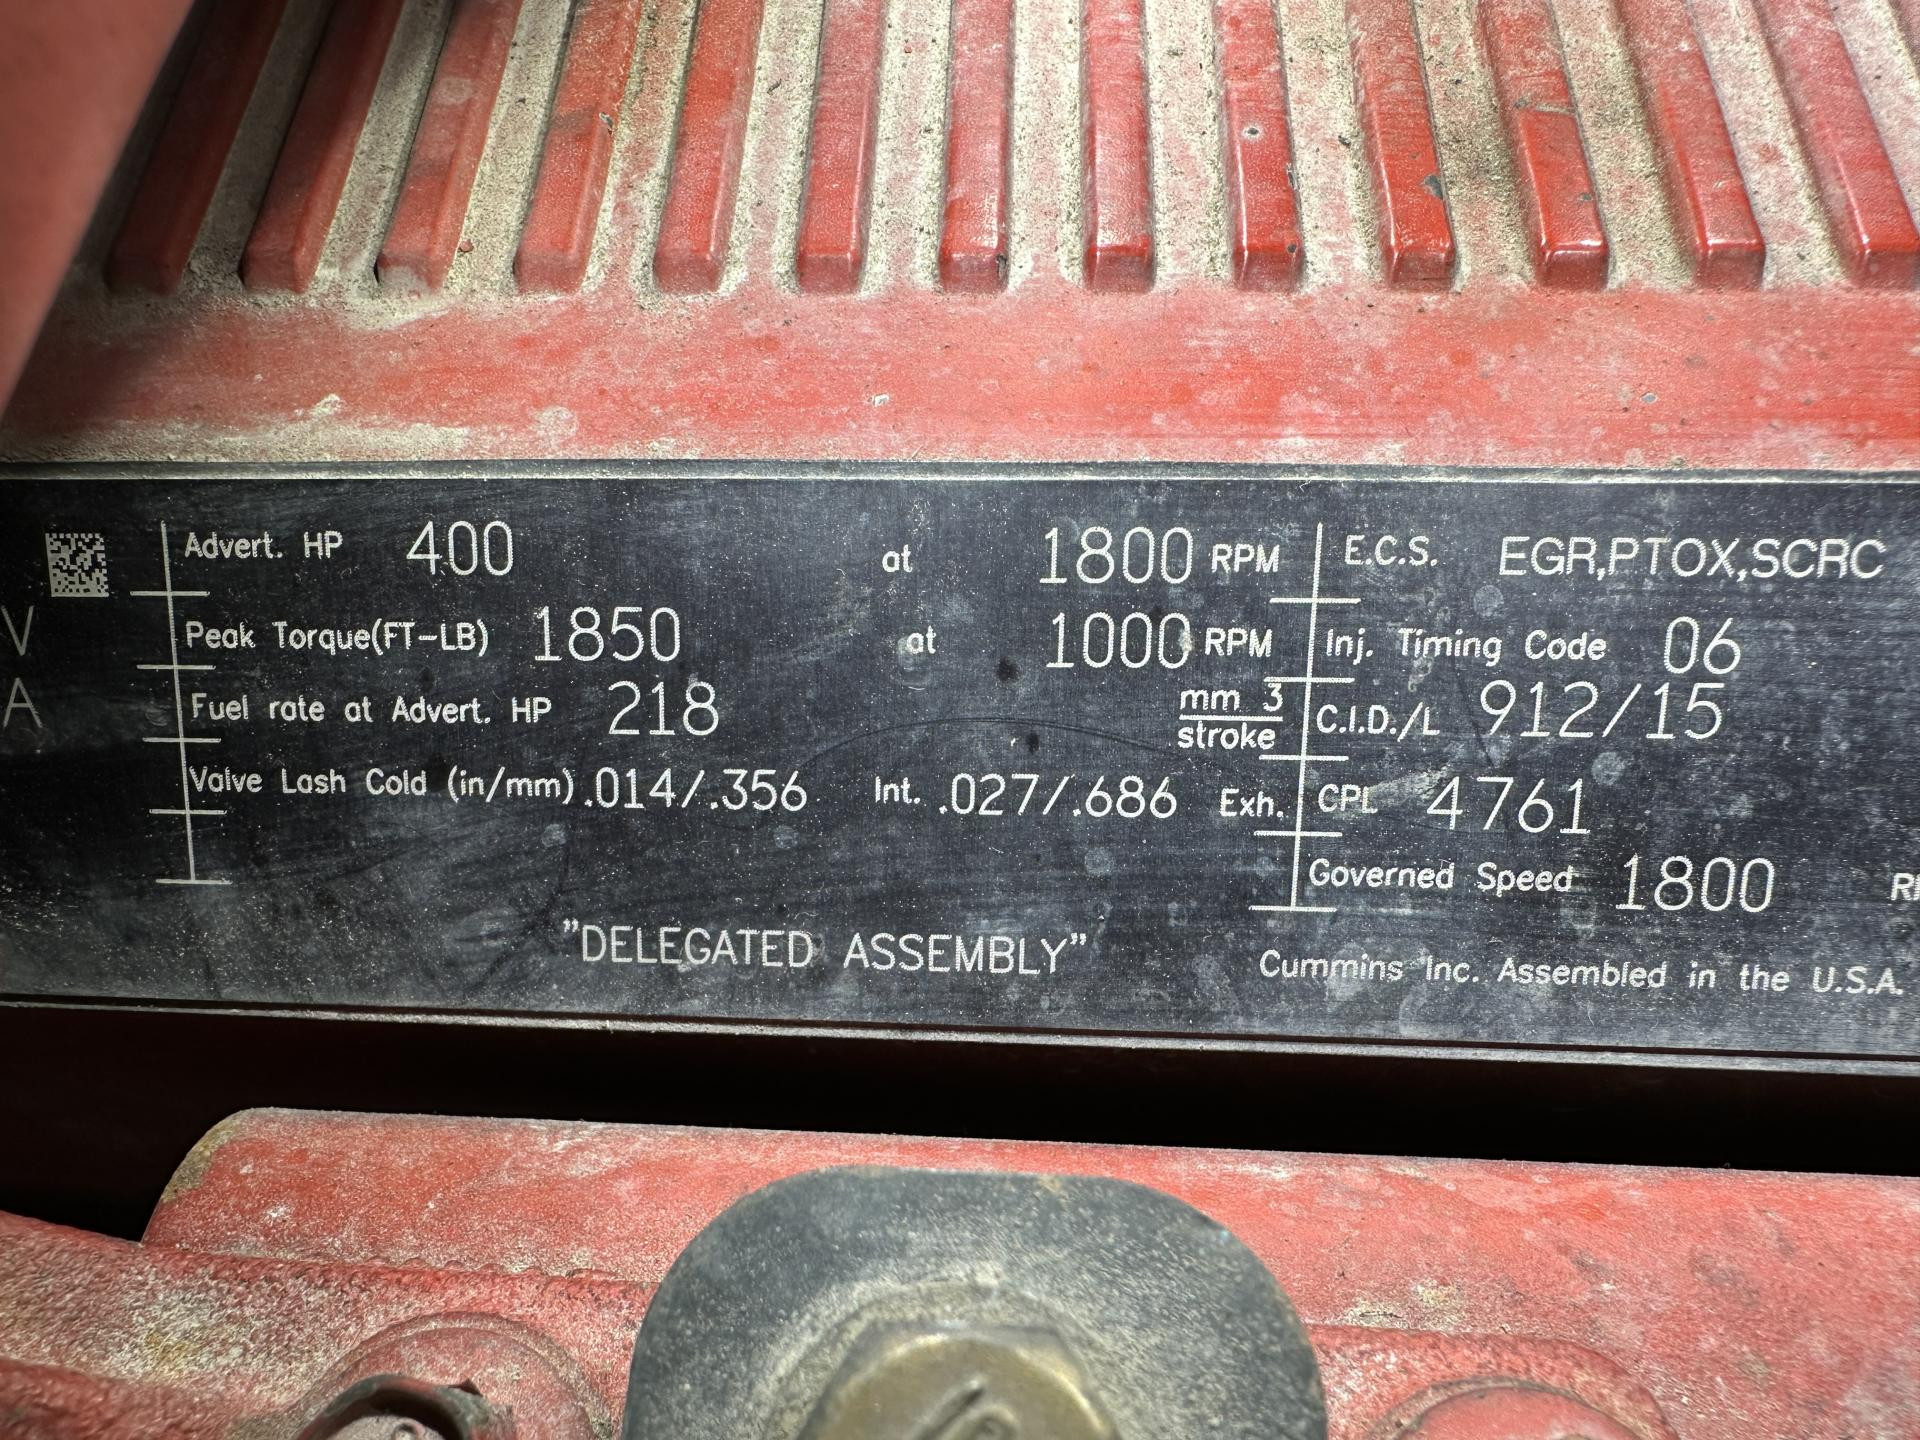 Advert. HP 400 at 1800 RPM E.C.S. EGR,PTOX,SCRC
V Peak Torque(FT-LB) 1850 at 1000 RPM Inj. Timing Code 06
A Fuel rate at Advert. HP 218 mm 3 stroke C.I.D./L 912/15
Valve Lash Cold (in/mm) .014/.356 Int. .027/.686 Exh. CPL 4761
Governed Speed 1800
"DELEGATED ASSEMBLY"
Cummins Inc. Assembled in the U.S.A.